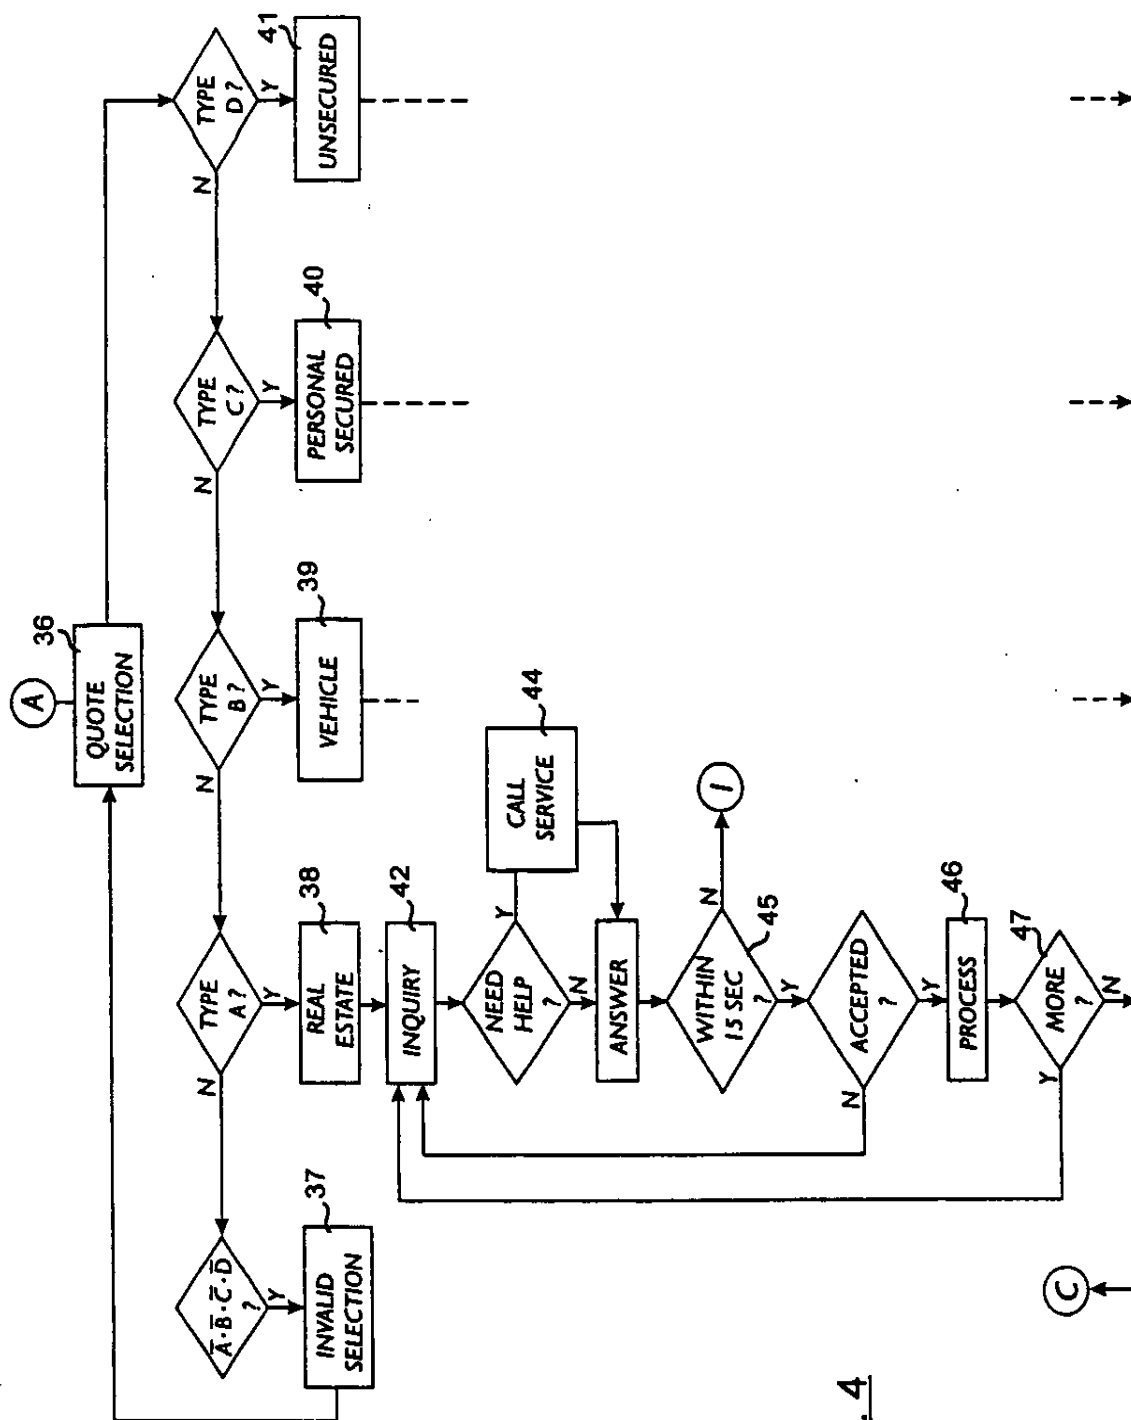 A
36
QUOTE
SELECTION
TYPE
D?
N
Y
41
UNSECURED
TYPE
C?
N
Y
40
PERSONAL
SECURED
TYPE
B?
N
Y
39
VEHICLE
TYPE
A?
N
Y
38
REAL
ESTATE
A̅·B̅·C̅·D̅
?
Y
37
INVALID
SELECTION
42
INQUIRY
NEED
HELP
?
Y
N
44
CALL
SERVICE
ANSWER
WITHIN
15 SEC
?
45
N
Y
I
ACCEPTED
?
N
Y
46
PROCESS
47
MORE
?
Y
N
C
. 4